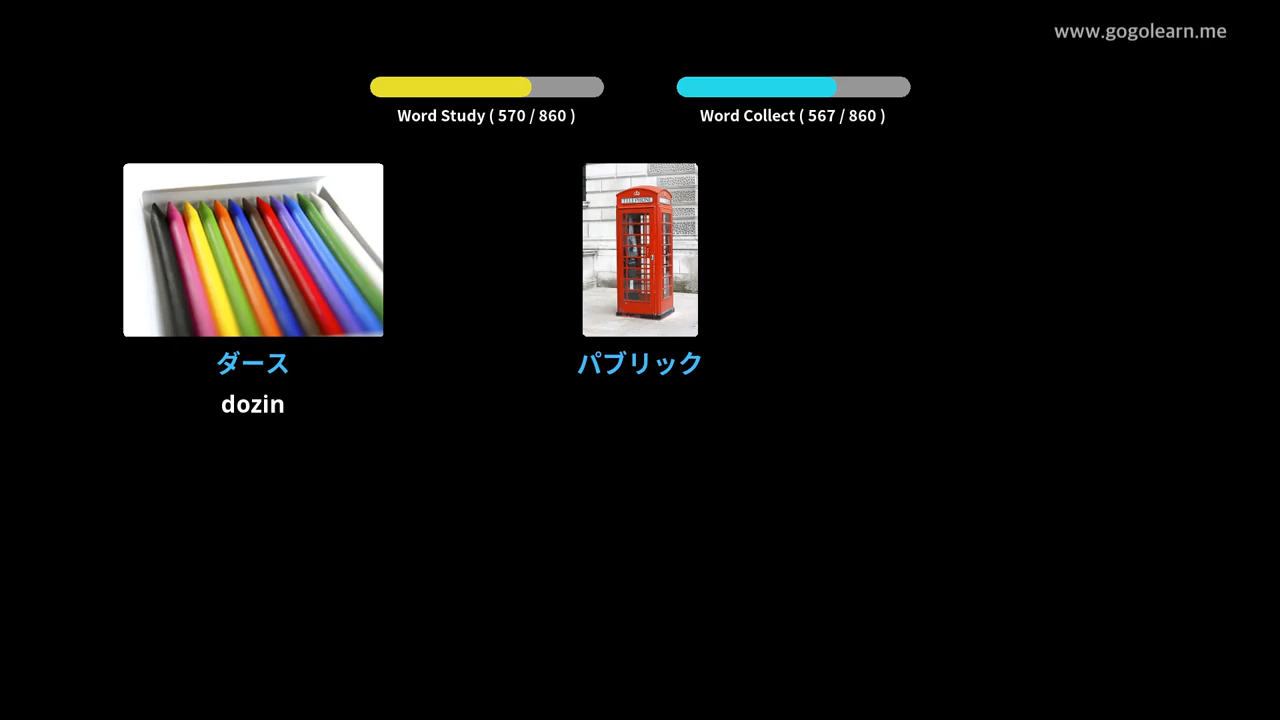 www.gogolearn.me
Word Study ( 570 / 860 )
Word Collect ( 567 / 860 )
TELEPHONE
ダース
パブリック
dozin